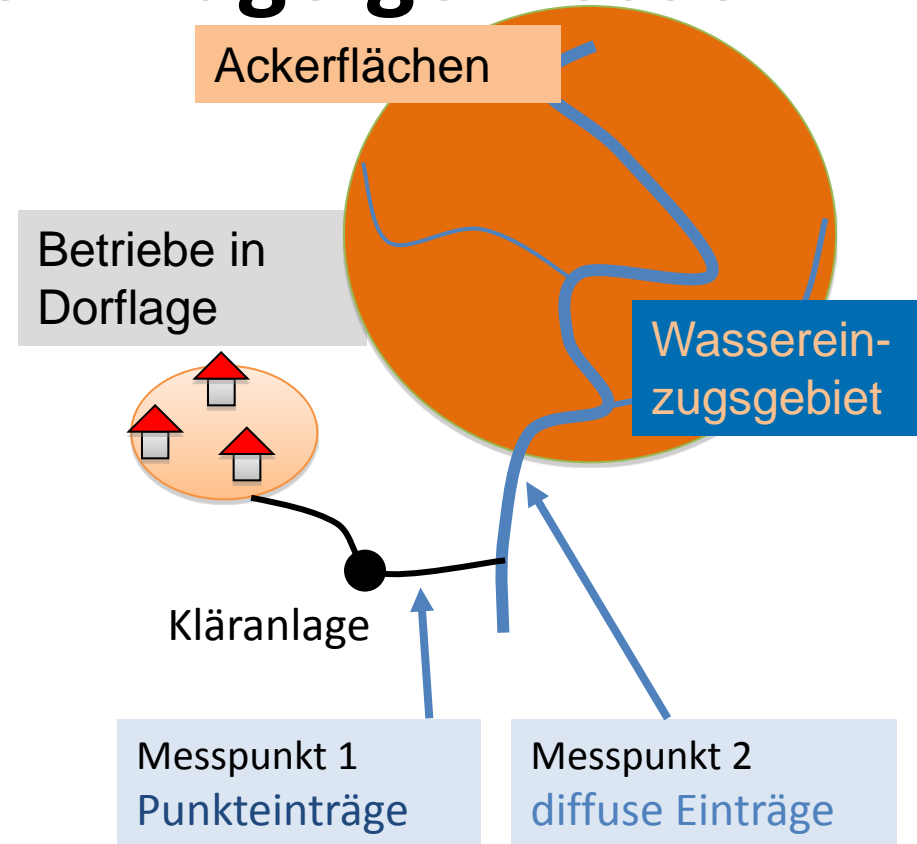 Ackerflächen
Betriebe in
Dorflage
Wasserein-
zugsgebiet
Kläranlage
Messpunkt 1
Punkteinträge
Messpunkt 2
diffuse Einträge